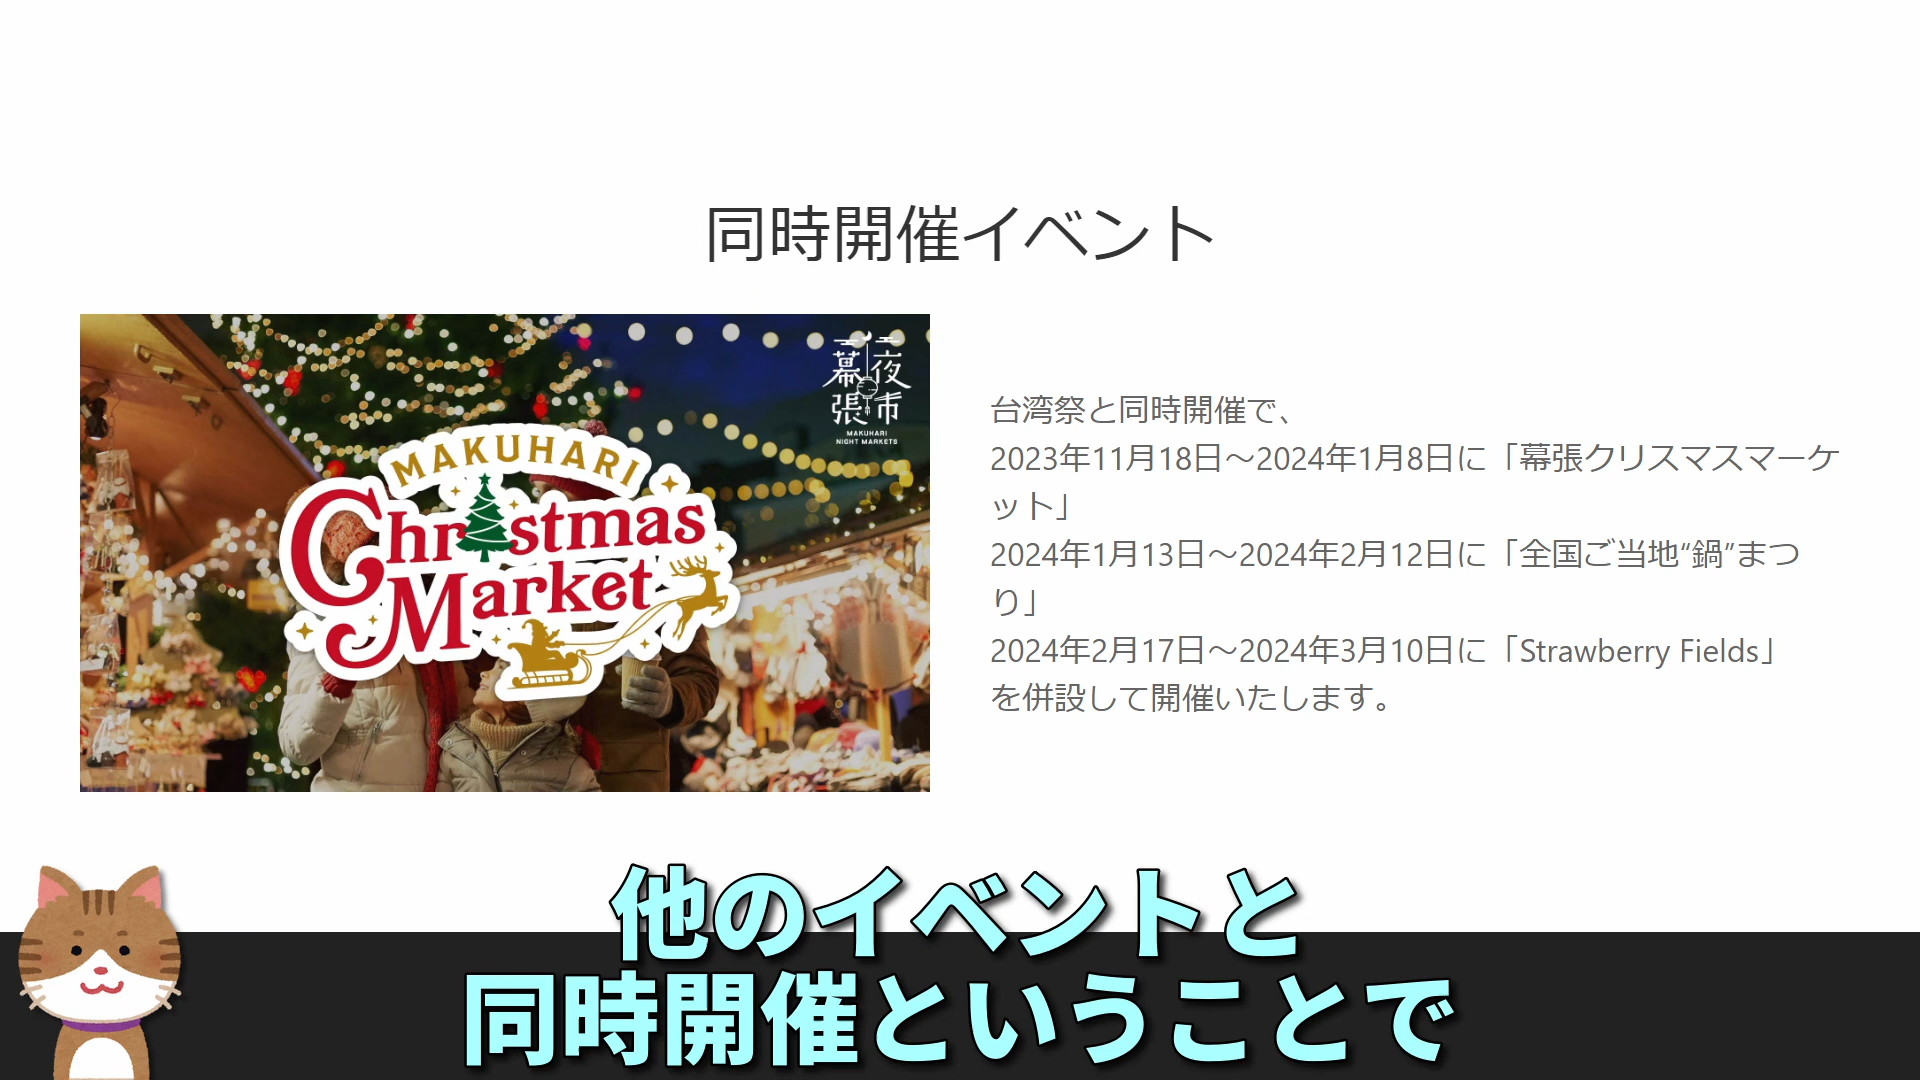 同時開催イベント
幕張
夜市
MAKUHARI
NIGHT MARKETS
MAKUHARI
Christmas
Market
台湾祭と同時開催で、
2023年11月18日～2024年1月8日に「幕張クリスマスマーケ
ット」
2024年1月13日～2024年2月12日に「全国ご当地“鍋”まつ
り」
2024年2月17日～2024年3月10日に「Strawberry Fields」
を併設して開催いたします。
他のイベントと
同時開催ということで